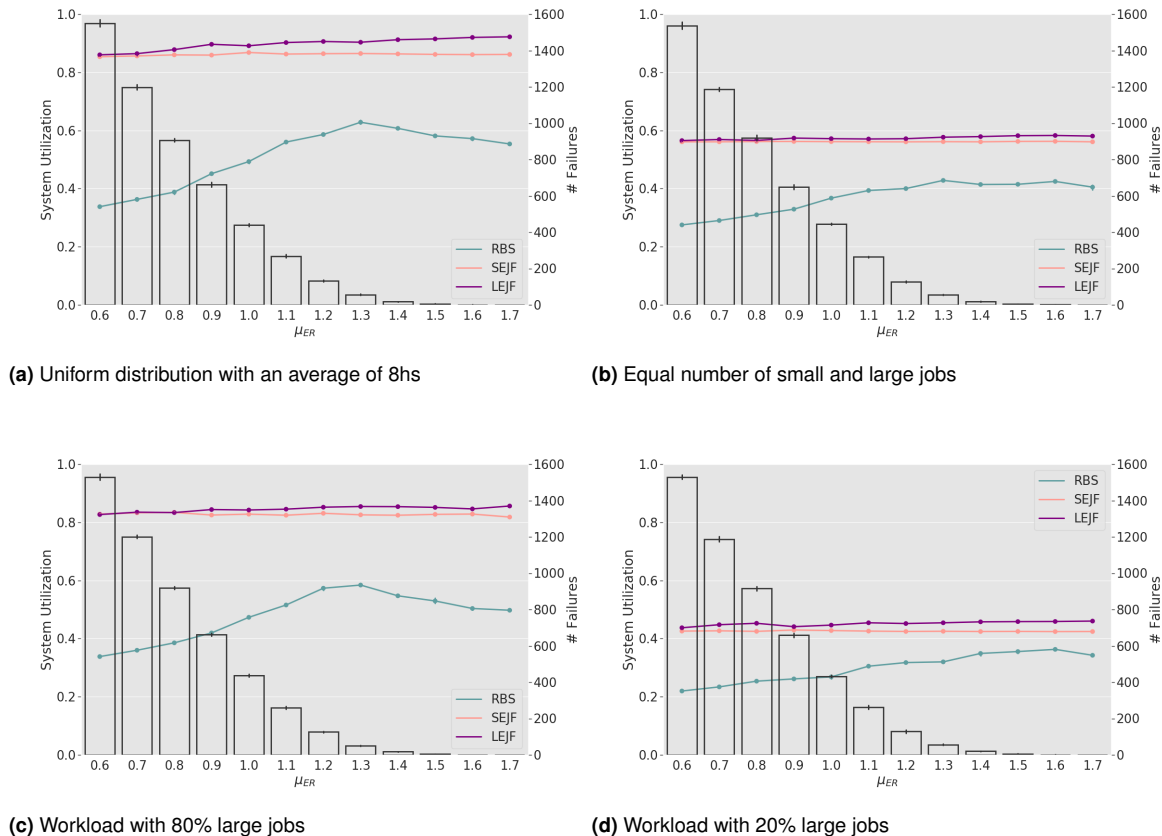 1.0
0.8
0.6
0.4
0.2
0.0
System Utilization
1600
1400
1200
1000
800
600
400
200
0
# Failures
RBS
SEJF
LEJF
0.6 0.7 0.8 0.9 1.0 1.1 1.2 1.3 1.4 1.5 1.6 1.7
μER
(a) Uniform distribution with an average of 8hs
1.0
0.8
0.6
0.4
0.2
0.0
System Utilization
1600
1400
1200
1000
800
600
400
200
0
# Failures
RBS
SEJF
LEJF
0.6 0.7 0.8 0.9 1.0 1.1 1.2 1.3 1.4 1.5 1.6 1.7
μER
(b) Equal number of small and large jobs
1.0
0.8
0.6
0.4
0.2
0.0
System Utilization
1600
1400
1200
1000
800
600
400
200
0
# Failures
RBS
SEJF
LEJF
0.6 0.7 0.8 0.9 1.0 1.1 1.2 1.3 1.4 1.5 1.6 1.7
μER
(c) Workload with 80% large jobs
1.0
0.8
0.6
0.4
0.2
0.0
System Utilization
1600
1400
1200
1000
800
600
400
200
0
# Failures
RBS
SEJF
LEJF
0.6 0.7 0.8 0.9 1.0 1.1 1.2 1.3 1.4 1.5 1.6 1.7
μER
(d) Workload with 20% large jobs